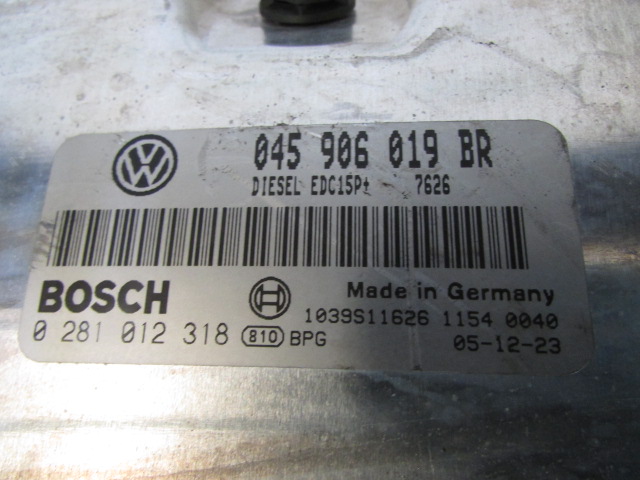 045 906 019 BR
DIESEL EDC15P+ 7626
BOSCH
Made in Germany
1039S11626 1154 0040
0 281 012 318 810 BPG
05-12-23